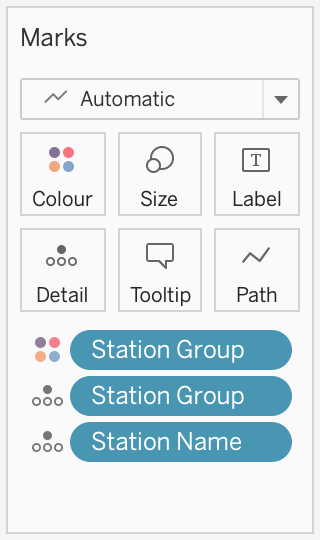 Marks
Automatic
Colour Size Label
Detail Tooltip Path
Station Group
Station Group
Station Name